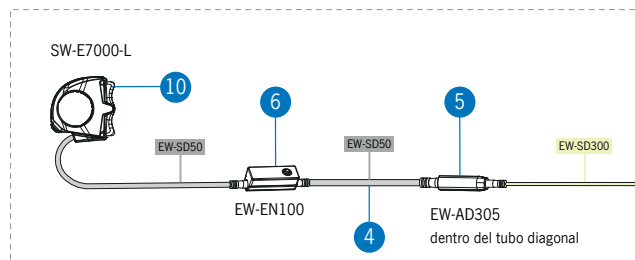 SW-E7000-L
10
6
5
EW-SD50
EW-SD50
EW-SD300
EW-EN100
4
EW-AD305
dentro del tubo diagonal